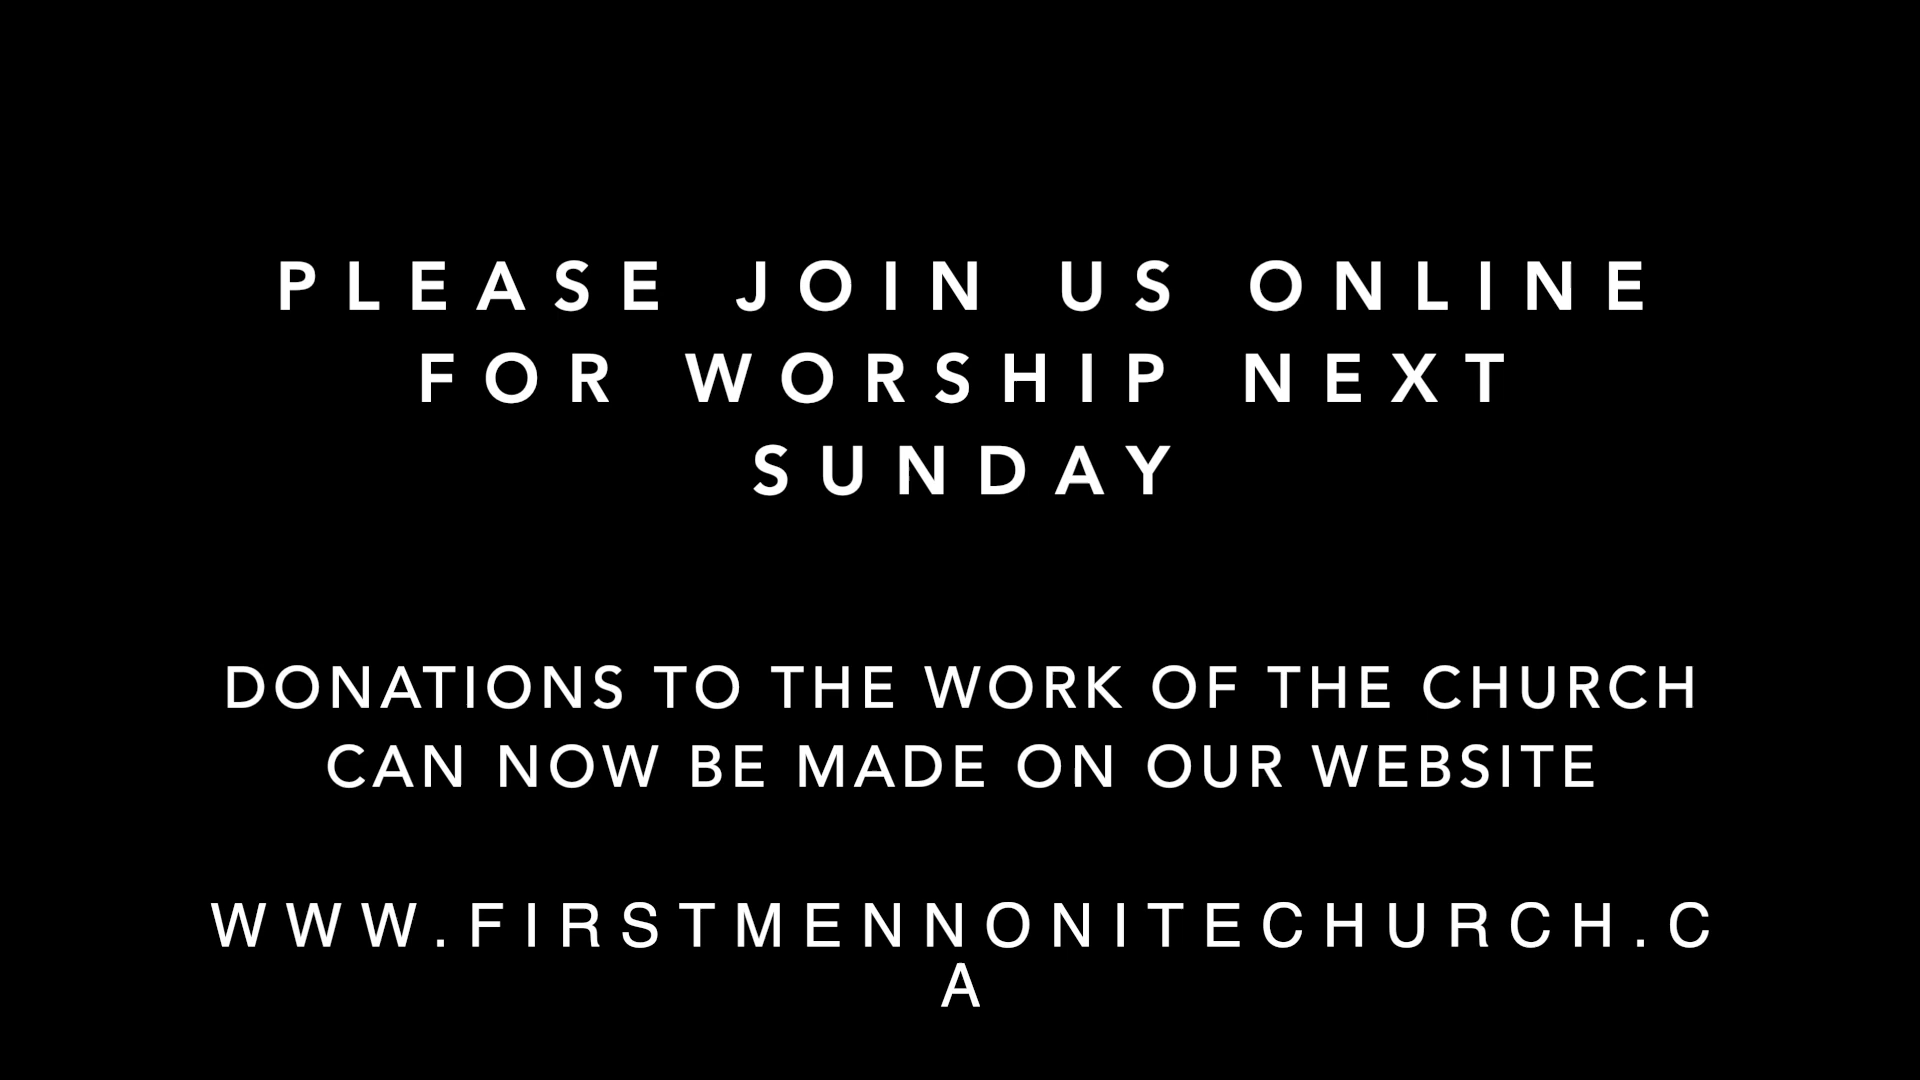 PLEASE JOIN US ONLINE
FOR WORSHIP NEXT
SUNDAY
DONATIONS TO THE WORK OF THE CHURCH
CAN NOW BE MADE ON OUR WEBSITE
WWW.FIRSTMENNONITECHURCH.C
A